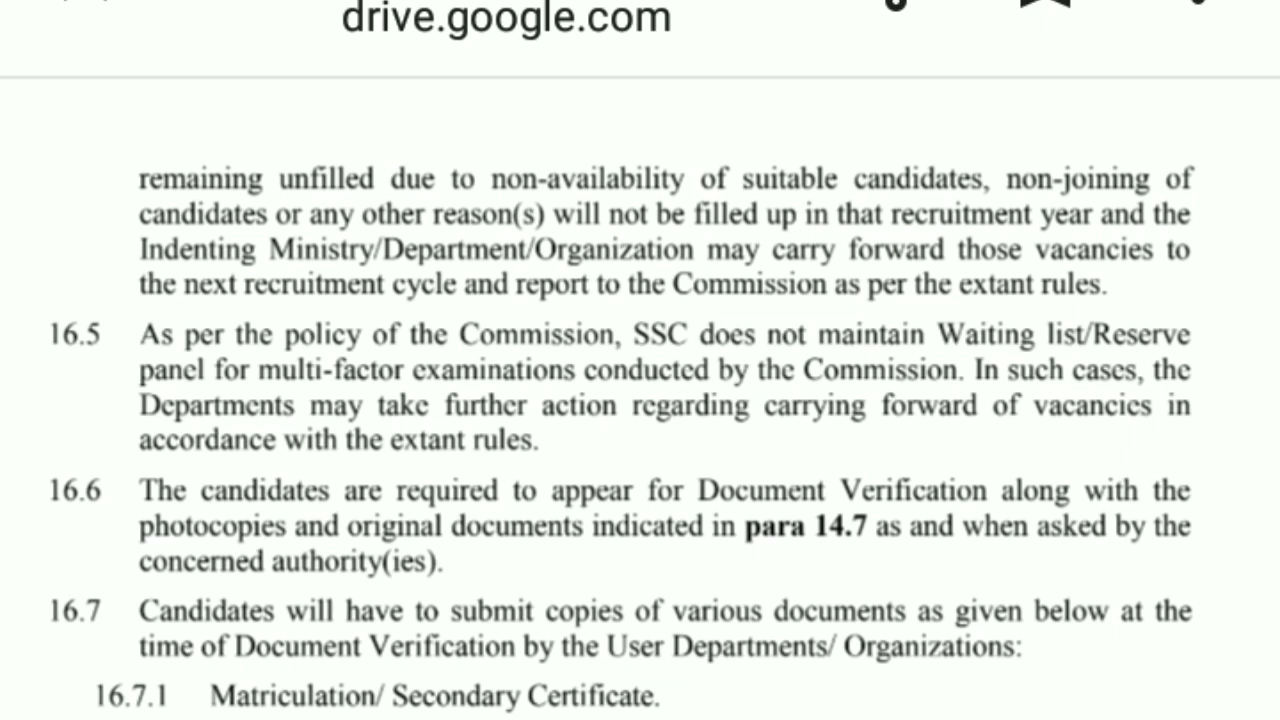 drive.google.com
remaining unfilled due to non-availability of suitable candidates, non-joining of
candidates or any other reason(s) will not be filled up in that recruitment year and the
Indenting Ministry/Department/Organization may carry forward those vacancies to
the next recruitment cycle and report to the Commission as per the extant rules.
16.5 As per the policy of the Commission, SSC does not maintain Waiting list/Reserve
panel for multi-factor examinations conducted by the Commission. In such cases, the
Departments may take further action regarding carrying forward of vacancies in
accordance with the extant rules.
16.6 The candidates are required to appear for Document Verification along with the
photocopies and original documents indicated in para 14.7 as and when asked by the
concerned authority(ies).
16.7 Candidates will have to submit copies of various documents as given below at the
time of Document Verification by the User Departments/ Organizations:
16.7.1 Matriculation/ Secondary Certificate.